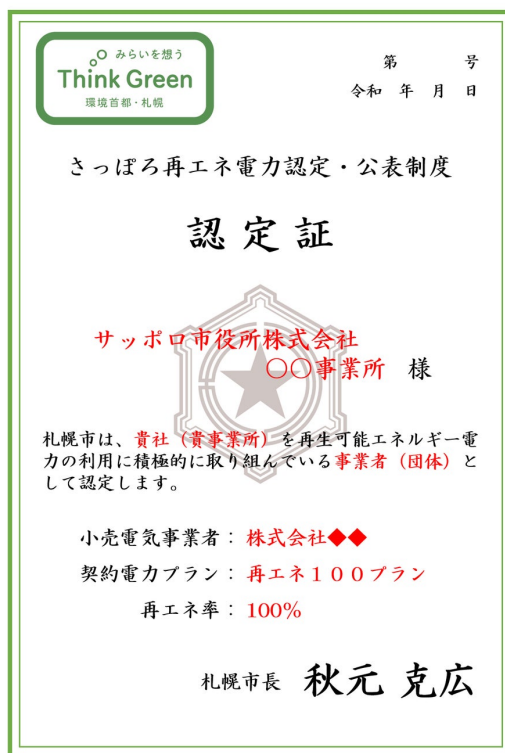 みらいを想う
Think Green
環境首都・札幌
第　　　号
令和　年　月　日
さっぽろ再エネ電力認定・公表制度
認定証
サッポロ市役所株式会社
〇〇事業所　様
札幌市は、貴社（貴事業所）を再生可能エネルギー電
力の利用に積極的に取り組んでいる事業者（団体）と
して認定します。
小売電気事業者：株式会社◆◆
契約電力プラン：再エネ１００プラン
再エネ率：100%
札幌市長　秋元 克広